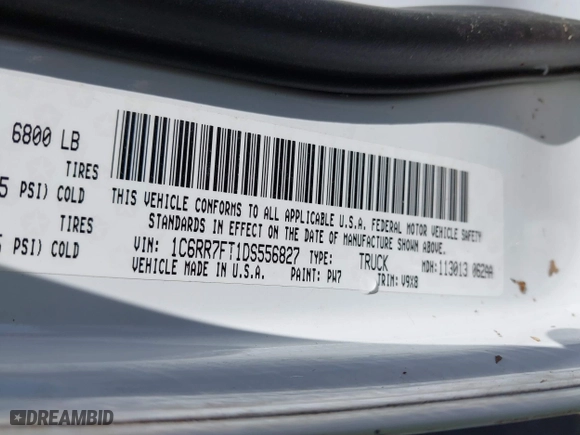 6800 LB
TIRES
5 PSI) COLD
TIRES
PSI) COLD
THIS VEHICLE CONFORMS TO ALL APPLICABLE U.S.A. FEDERAL MOTOR VEHICLE SAFETY
STANDARDS IN EFFECT ON THE DATE OF MANUFACTURE SHOWN ABOVE.
VIN: 1C6RR7FT1DS556827 TYPE: TRUCK MDH: 113013 062AA
VEHICLE MADE IN U.S.A. PAINT: PW7 TRIM: V9X8
DREAMBID